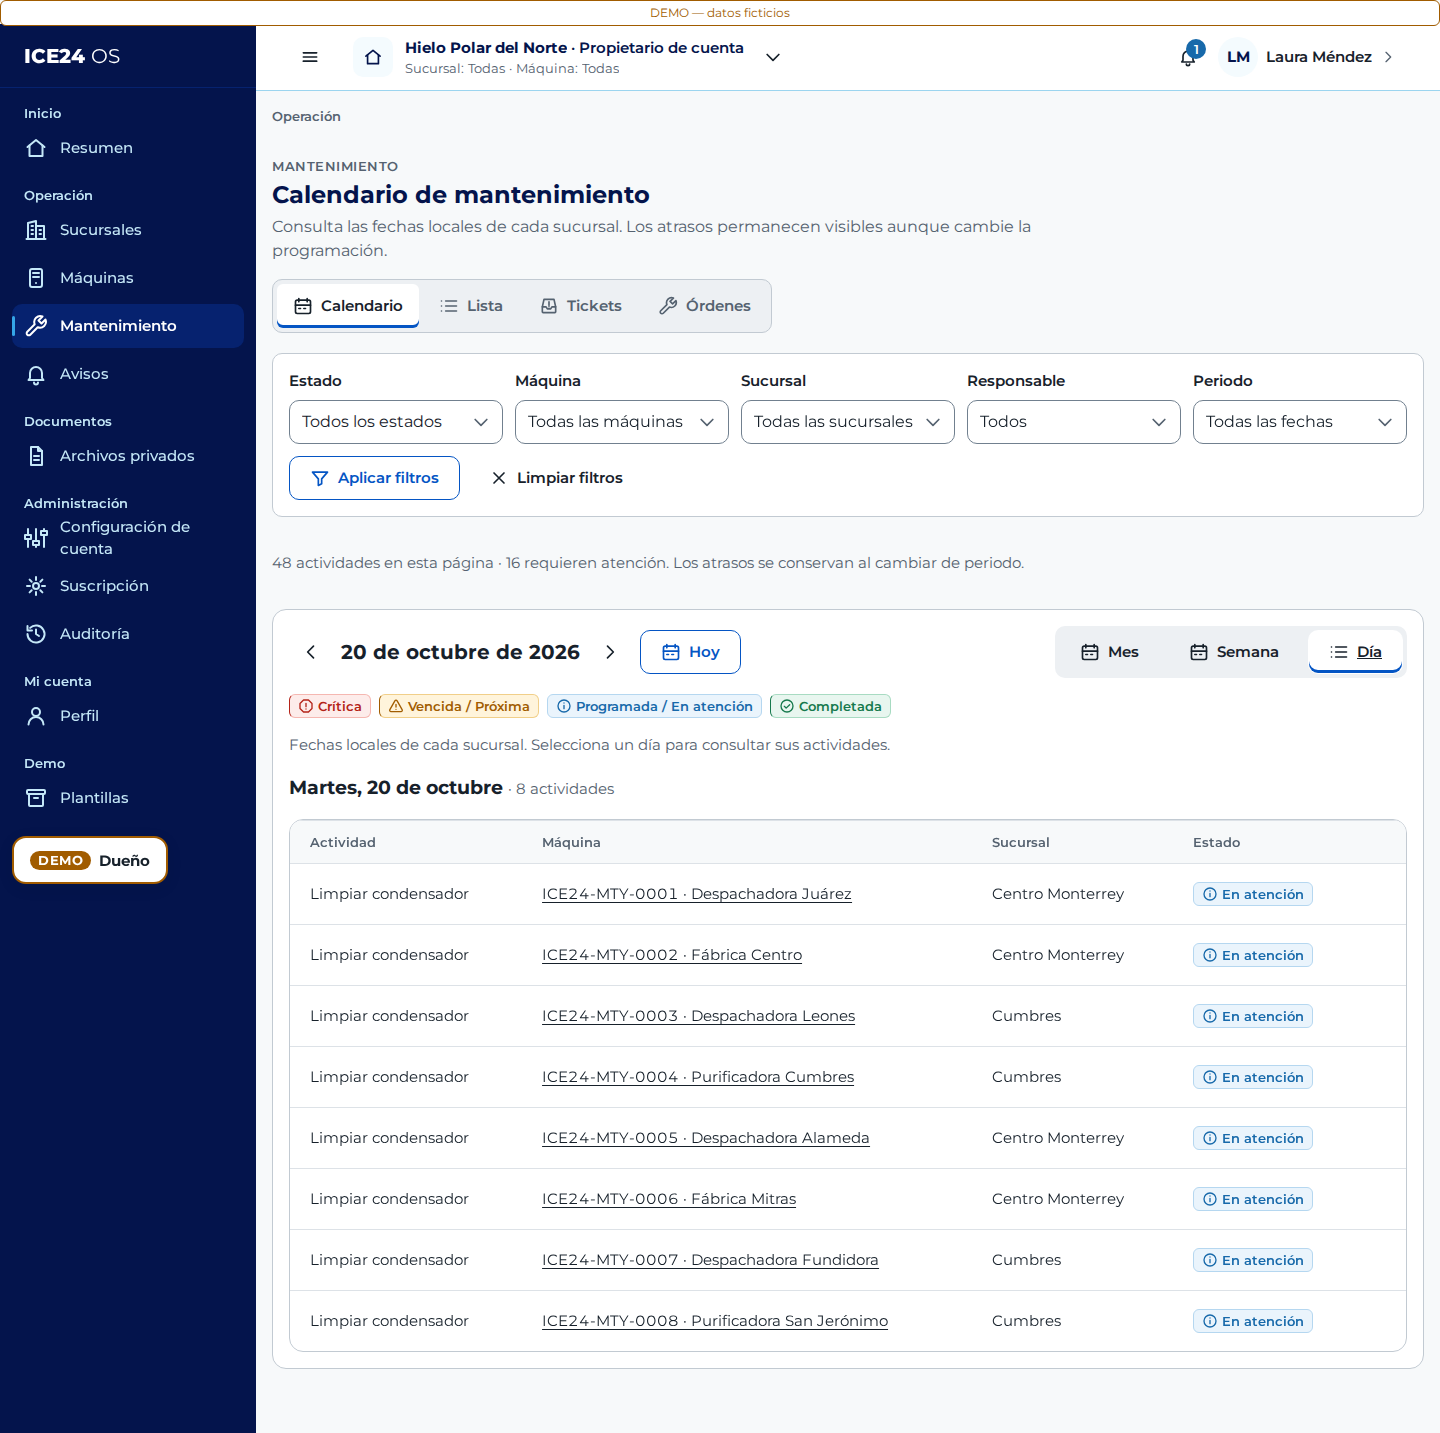 DEMO — datos ficticios
ICE24 OS
Inicio
Resumen
Operación
Sucursales
Máquinas
Mantenimiento
Avisos
Documentos
Archivos privados
Administración
Configuración de
cuenta
Suscripción
Auditoría
Mi cuenta
Perfil
Demo
Plantillas
DEMO Dueño
Hielo Polar del Norte · Propietario de cuenta
Sucursal: Todas · Máquina: Todas
1
LM Laura Méndez
Operación
MANTENIMIENTO
Calendario de mantenimiento
Consulta las fechas locales de cada sucursal. Los atrasos permanecen visibles aunque cambie la
programación.
Calendario Lista Tickets Órdenes
Estado Máquina Sucursal Responsable Periodo
Todos los estados Todas las máquinas Todas las sucursales Todos Todas las fechas
Aplicar filtros Limpiar filtros
48 actividades en esta página · 16 requieren atención. Los atrasos se conservan al cambiar de periodo.
20 de octubre de 2026 Hoy Mes Semana Día
Crítica Vencida / Próxima Programada / En atención Completada
Fechas locales de cada sucursal. Selecciona un día para consultar sus actividades.
Martes, 20 de octubre · 8 actividades
Actividad Máquina Sucursal Estado
Limpiar condensador ICE24-MTY-0001 · Despachadora Juárez Centro Monterrey En atención
Limpiar condensador ICE24-MTY-0002 · Fábrica Centro Centro Monterrey En atención
Limpiar condensador ICE24-MTY-0003 · Despachadora Leones Cumbres En atención
Limpiar condensador ICE24-MTY-0004 · Purificadora Cumbres Cumbres En atención
Limpiar condensador ICE24-MTY-0005 · Despachadora Alameda Centro Monterrey En atención
Limpiar condensador ICE24-MTY-0006 · Fábrica Mitras Centro Monterrey En atención
Limpiar condensador ICE24-MTY-0007 · Despachadora Fundidora Cumbres En atención
Limpiar condensador ICE24-MTY-0008 · Purificadora San Jerónimo Cumbres En atención